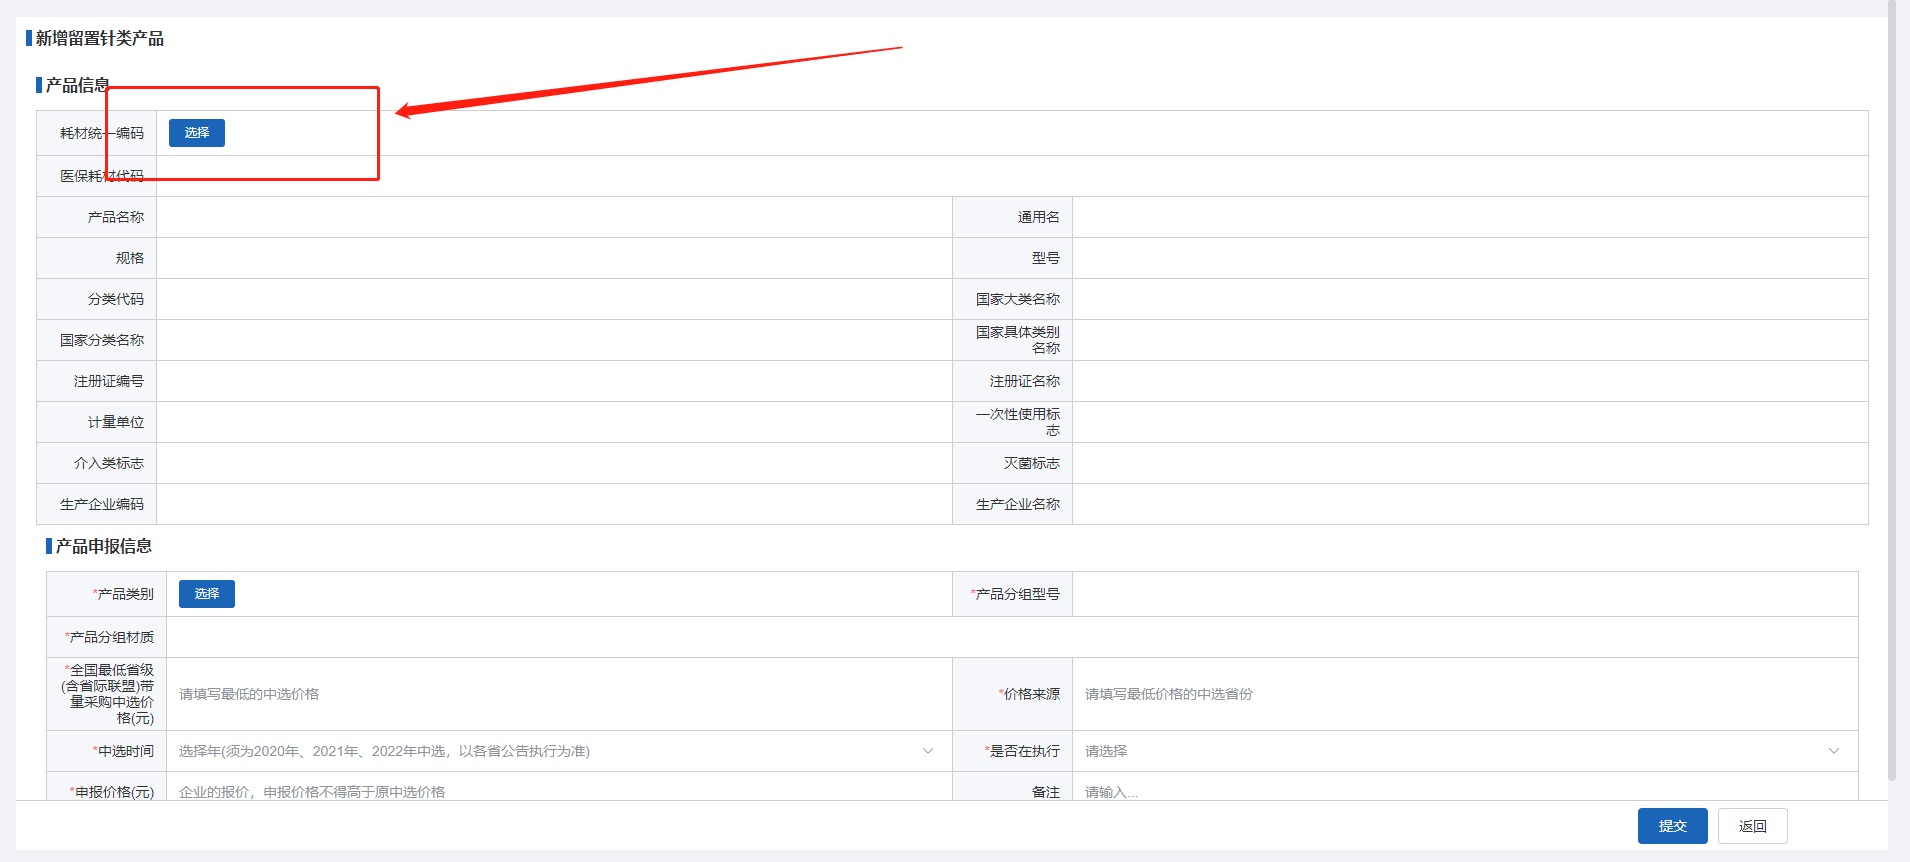 新增留置针类产品
产品信息
耗材统一编码 选择
医保耗材代码
产品名称 通用名
规格 型号
分类代码 国家大类名称
国家分类名称 国家具体类别
名称
注册证编号 注册证名称
计量单位 一次性使用标
志
介入类标志 灭菌标志
生产企业编码 生产企业名称
产品申报信息
*产品类别 选择 *产品分组型号
*产品分组材质
*全国最低省级
(含省际联盟)带
量采购中选价
格(元)
请填写最低的中选价格 *价格来源 请填写最低价格的中选省份
*中选时间 选择年(须为2020年、2021年、2022年中选，以各省公告执行为准) *是否在执行 请选择
*申报价格(元) 企业的报价，申报价格不得高于原中选价格 备注 请输入...
提交 返回